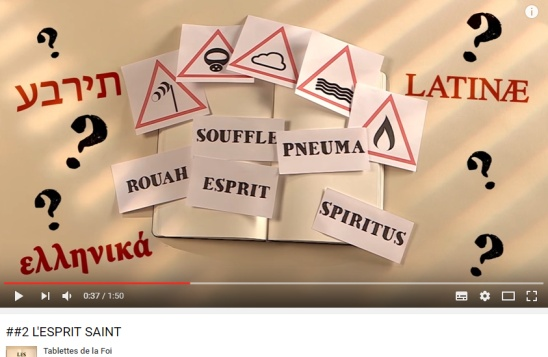 ?
תירבע
?
?
ελληνικά
SOUFFLE
PNEUMA
ROUAH
ESPRIT
SPIRITUS
?
LATINÆ
?
?
0:37 / 1:50
##2 L'ESPRIT SAINT
Tablettes de la Foi